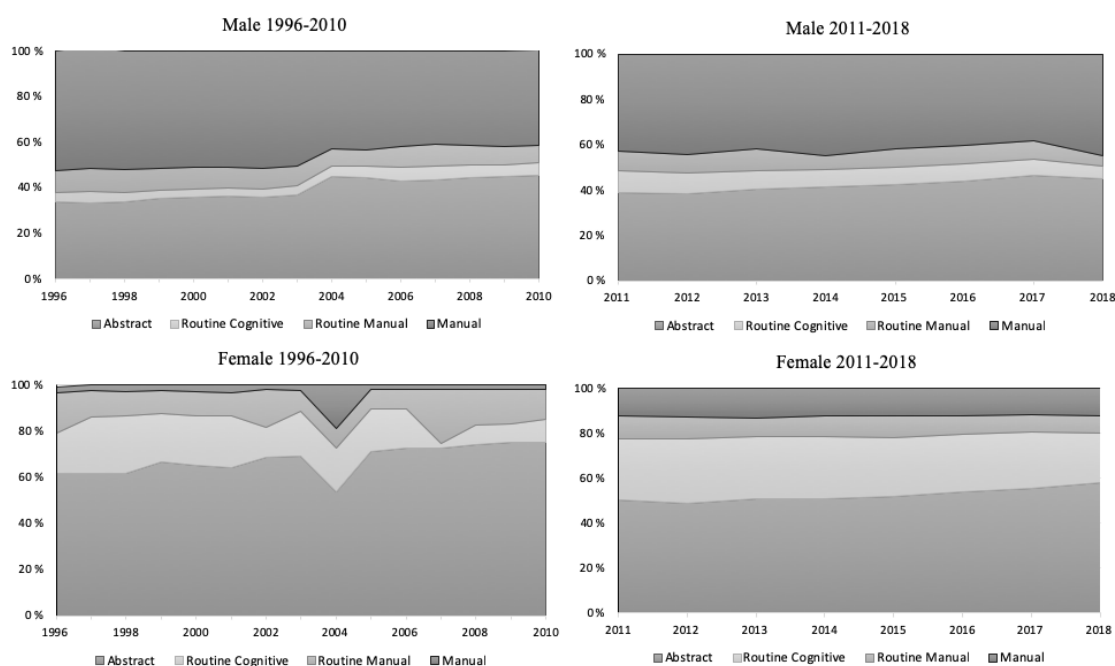 Male 1996-2010
100 %
80 %
60 %
40 %
20 %
0 %
1996 1998 2000 2002 2004 2006 2008 2010
Abstract Routine Cognitive Routine Manual Manual
Male 2011-2018
100 %
80 %
60 %
40 %
20 %
0 %
2011 2012 2013 2014 2015 2016 2017 2018
Abstract Routine Cognitive Routine Manual Manual
Female 1996-2010
100 %
80 %
60 %
40 %
20 %
0 %
1996 1998 2000 2002 2004 2006 2008 2010
Abstract Routine Cognitive Routine Manual Manual
Female 2011-2018
100 %
80 %
60 %
40 %
20 %
0 %
2011 2012 2013 2014 2015 2016 2017 2018
Abstract Routine Cognitive Routine Manual Manual